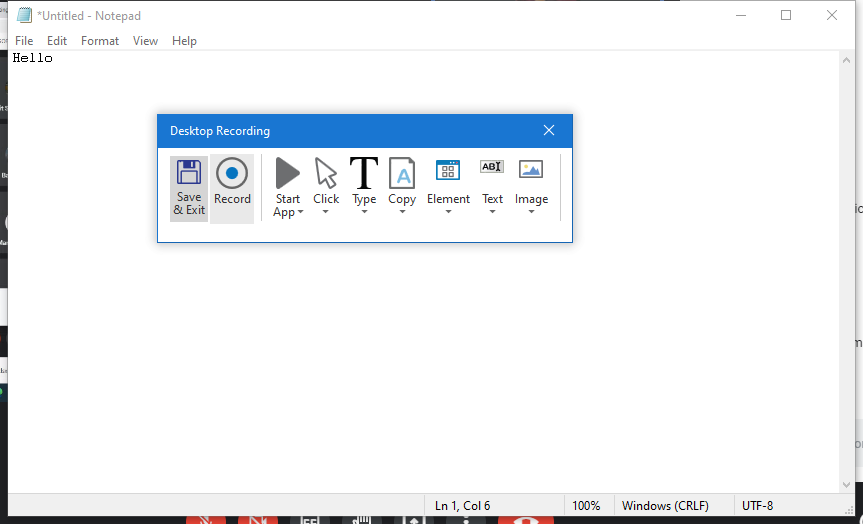 *Untitled - Notepad
File Edit Format View Help
Hello
Desktop Recording
Save & Exit
Record
Start App
Click
Type
Copy
Element
Text
Image
ABI
A
Ln 1, Col 6
100%
Windows (CRLF)
UTF-8